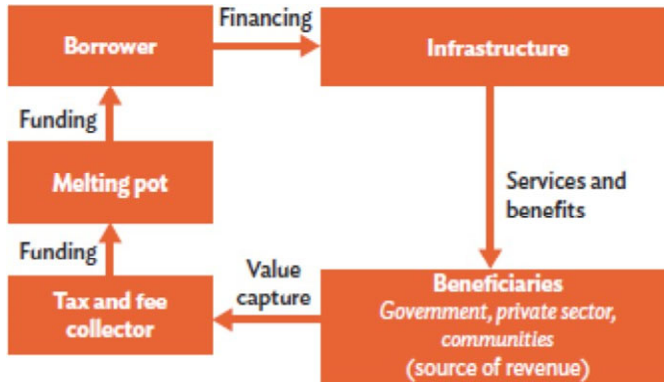 Borrower
Financing
Infrastructure
Funding
Melting pot
Services and
benefits
Funding
Tax and fee
collector
Value
capture
Beneficiaries
Government, private sector,
communities
(source of revenue)